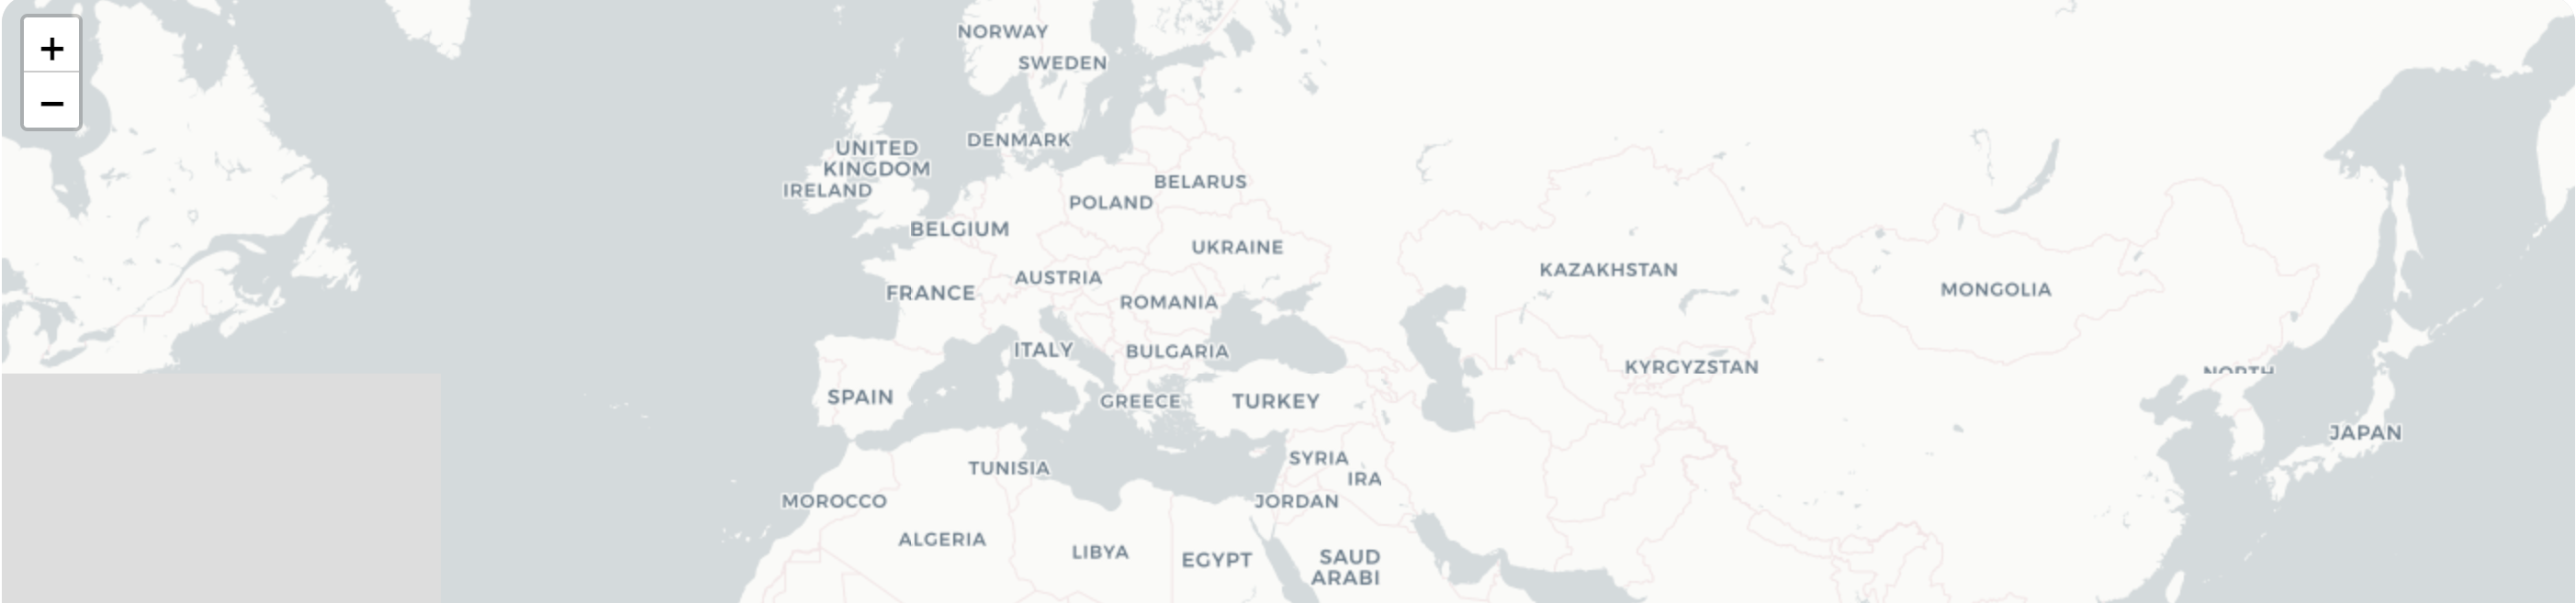 +
−
NORWAY
SWEDEN
DENMARK
UNITED
KINGDOM
IRELAND
BELARUS
POLAND
BELGIUM
UKRAINE
KAZAKHSTAN
AUSTRIA
MONGOLIA
FRANCE
ROMANIA
ITALY
BULGARIA
KYRGYZSTAN
NORTH
SPAIN
GREECE
TURKEY
JAPAN
SYRIA
TUNISIA
IRA
MOROCCO
JORDAN
ALGERIA
LIBYA
EGYPT
SAUD
ARABI